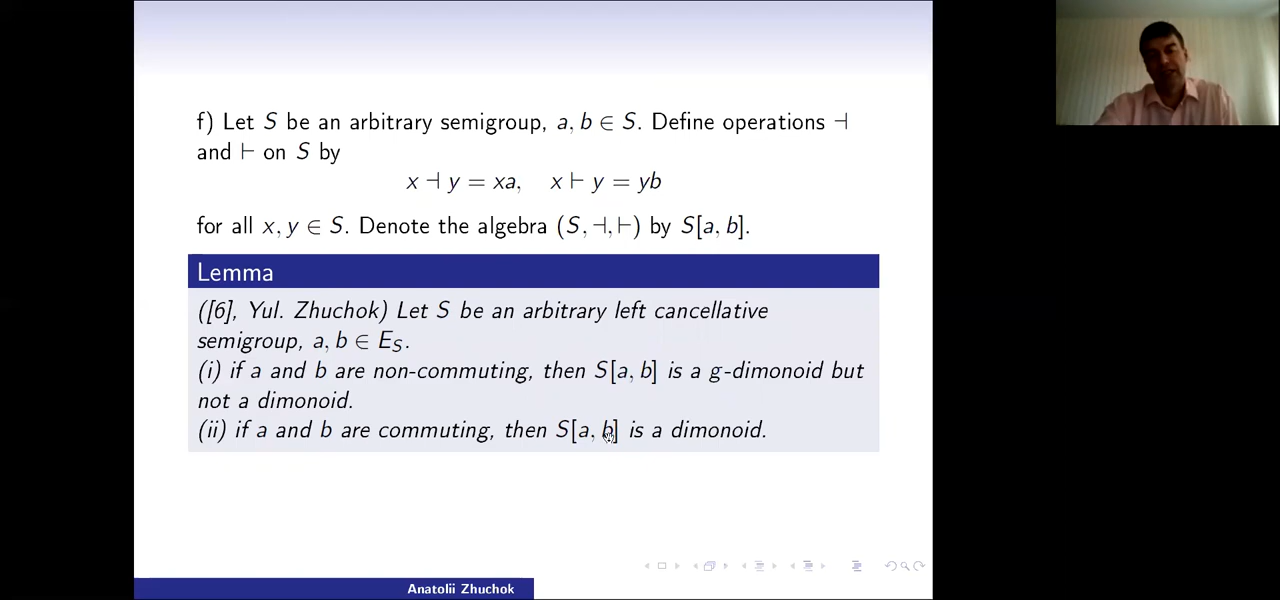 f) Let S be an arbitrary semigroup, a, b ∈ S. Define operations ⊣
and ⊢ on S by
x ⊣ y = xa, x ⊢ y = yb
for all x, y ∈ S. Denote the algebra (S, ⊣, ⊢) by S[a, b].
Lemma
([6], Yul. Zhuchok) Let S be an arbitrary left cancellative
semigroup, a, b ∈ E_S.
(i) if a and b are non-commuting, then S[a, b] is a g-dimonoid but
not a dimonoid.
(ii) if a and b are commuting, then S[a, b] is a dimonoid.
Anatolii Zhuchok